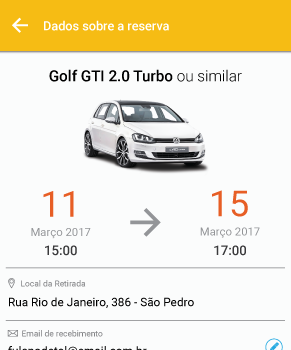 Dados sobre a reserva
Golf GTI 2.0 Turbo ou similar
11 15
Março 2017 Março 2017
15:00 17:00
Local da Retirada
Rua Rio de Janeiro, 386 - São Pedro
Email de recebimento